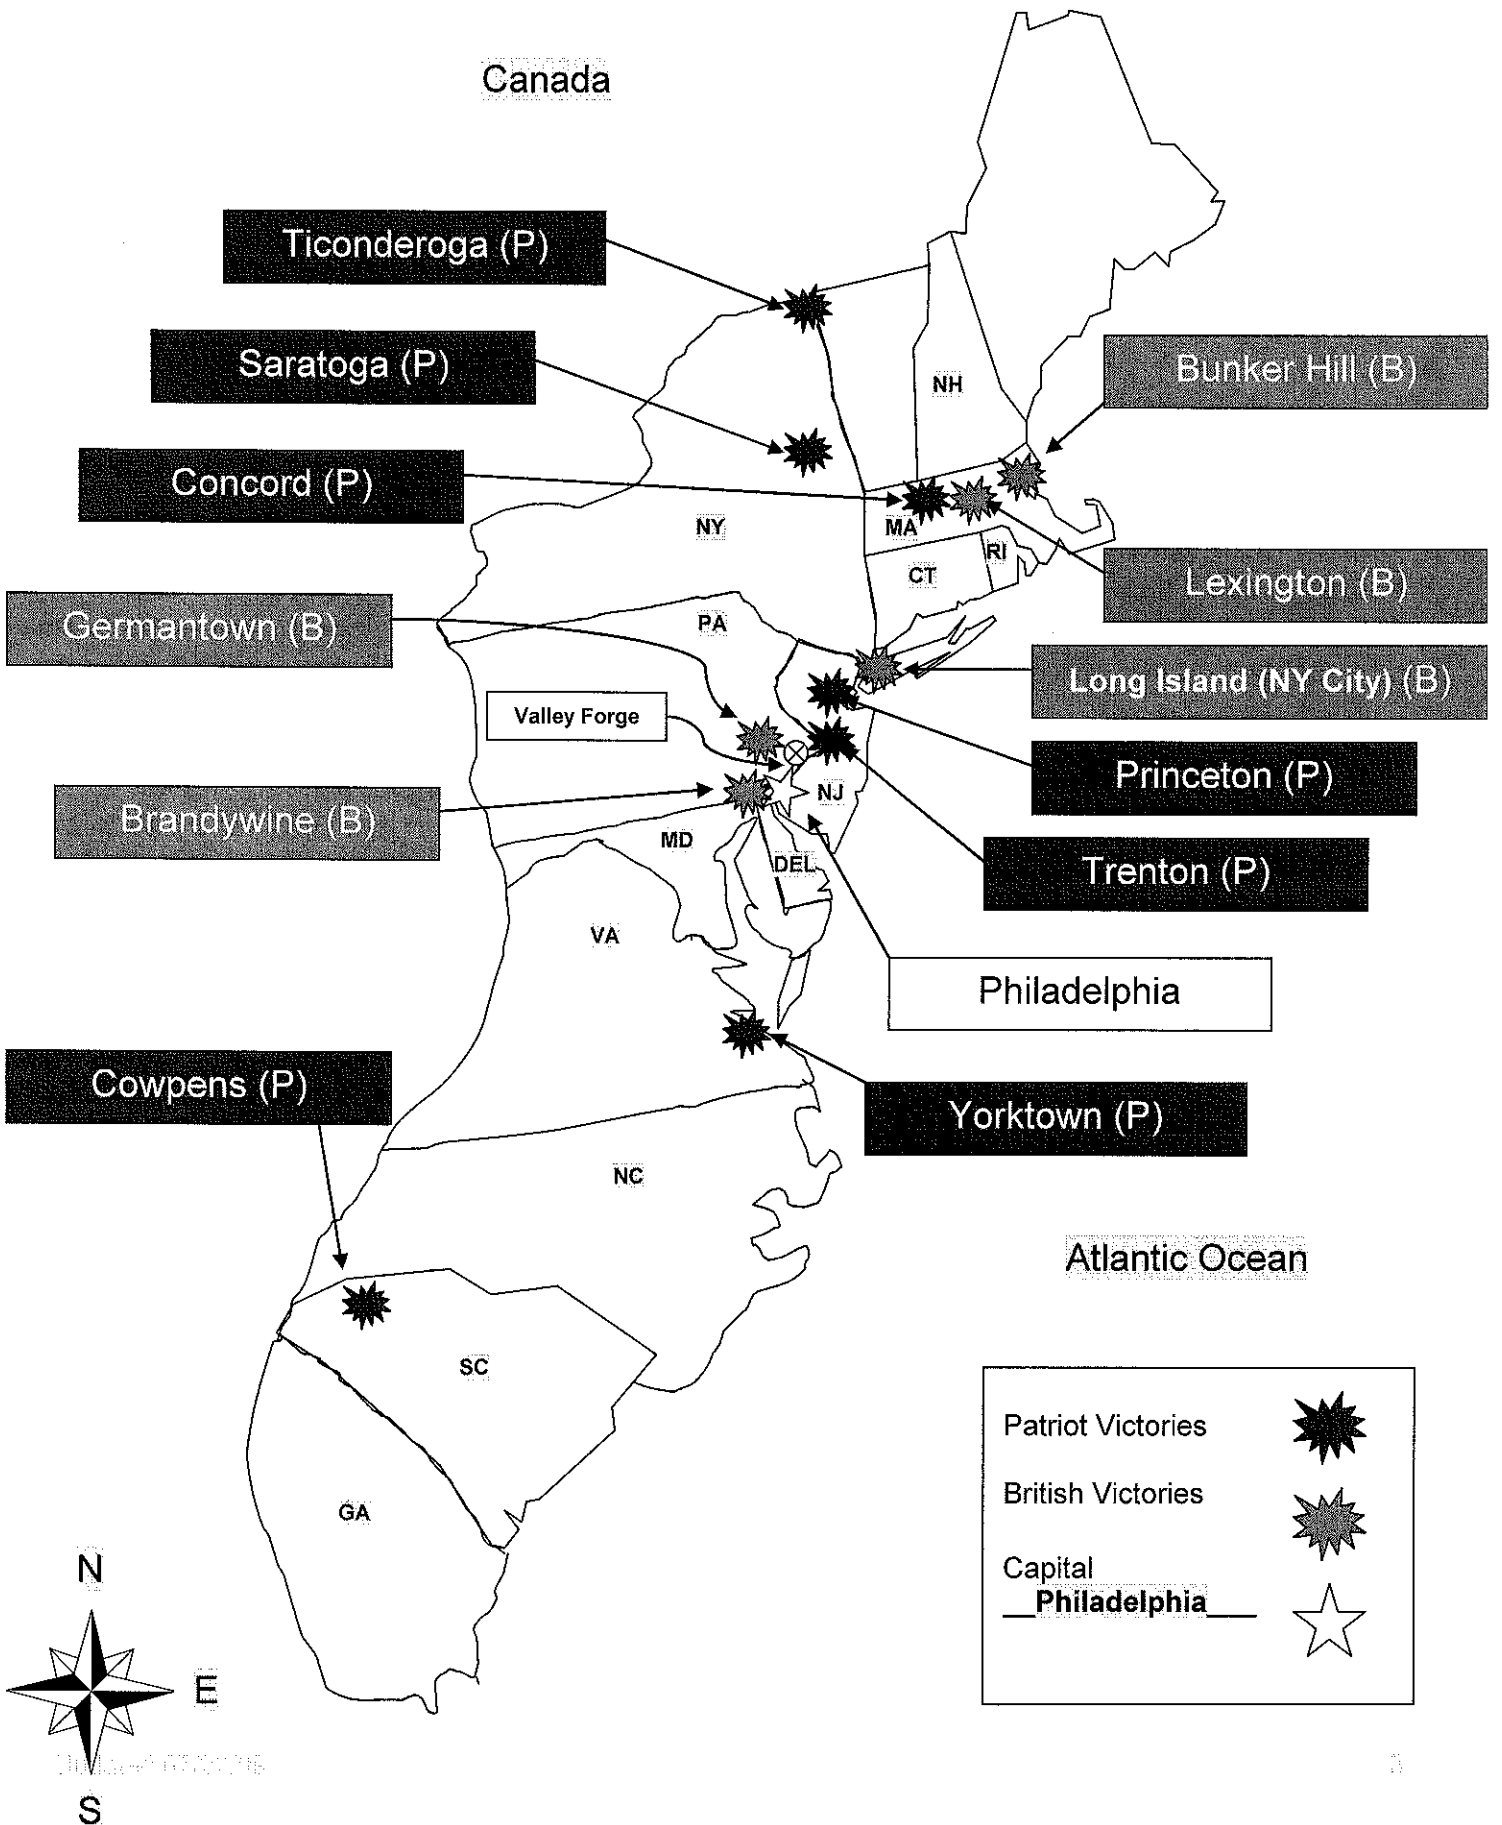 Canada
Ticonderoga (P)
Saratoga (P)
Bunker Hill (B)
NH
Concord (P)
NY
MA
RI
CT
Lexington (B)
Germantown (B)
PA
Long Island (NY City) (B)
Valley Forge
Princeton (P)
Brandywine (B)
NJ
MD
DEL
Trenton (P)
VA
Philadelphia
Cowpens (P)
Yorktown (P)
NC
Atlantic Ocean
SC
GA
Patriot Victories
British Victories
Capital
__Philadelphia___
N
E
S
3